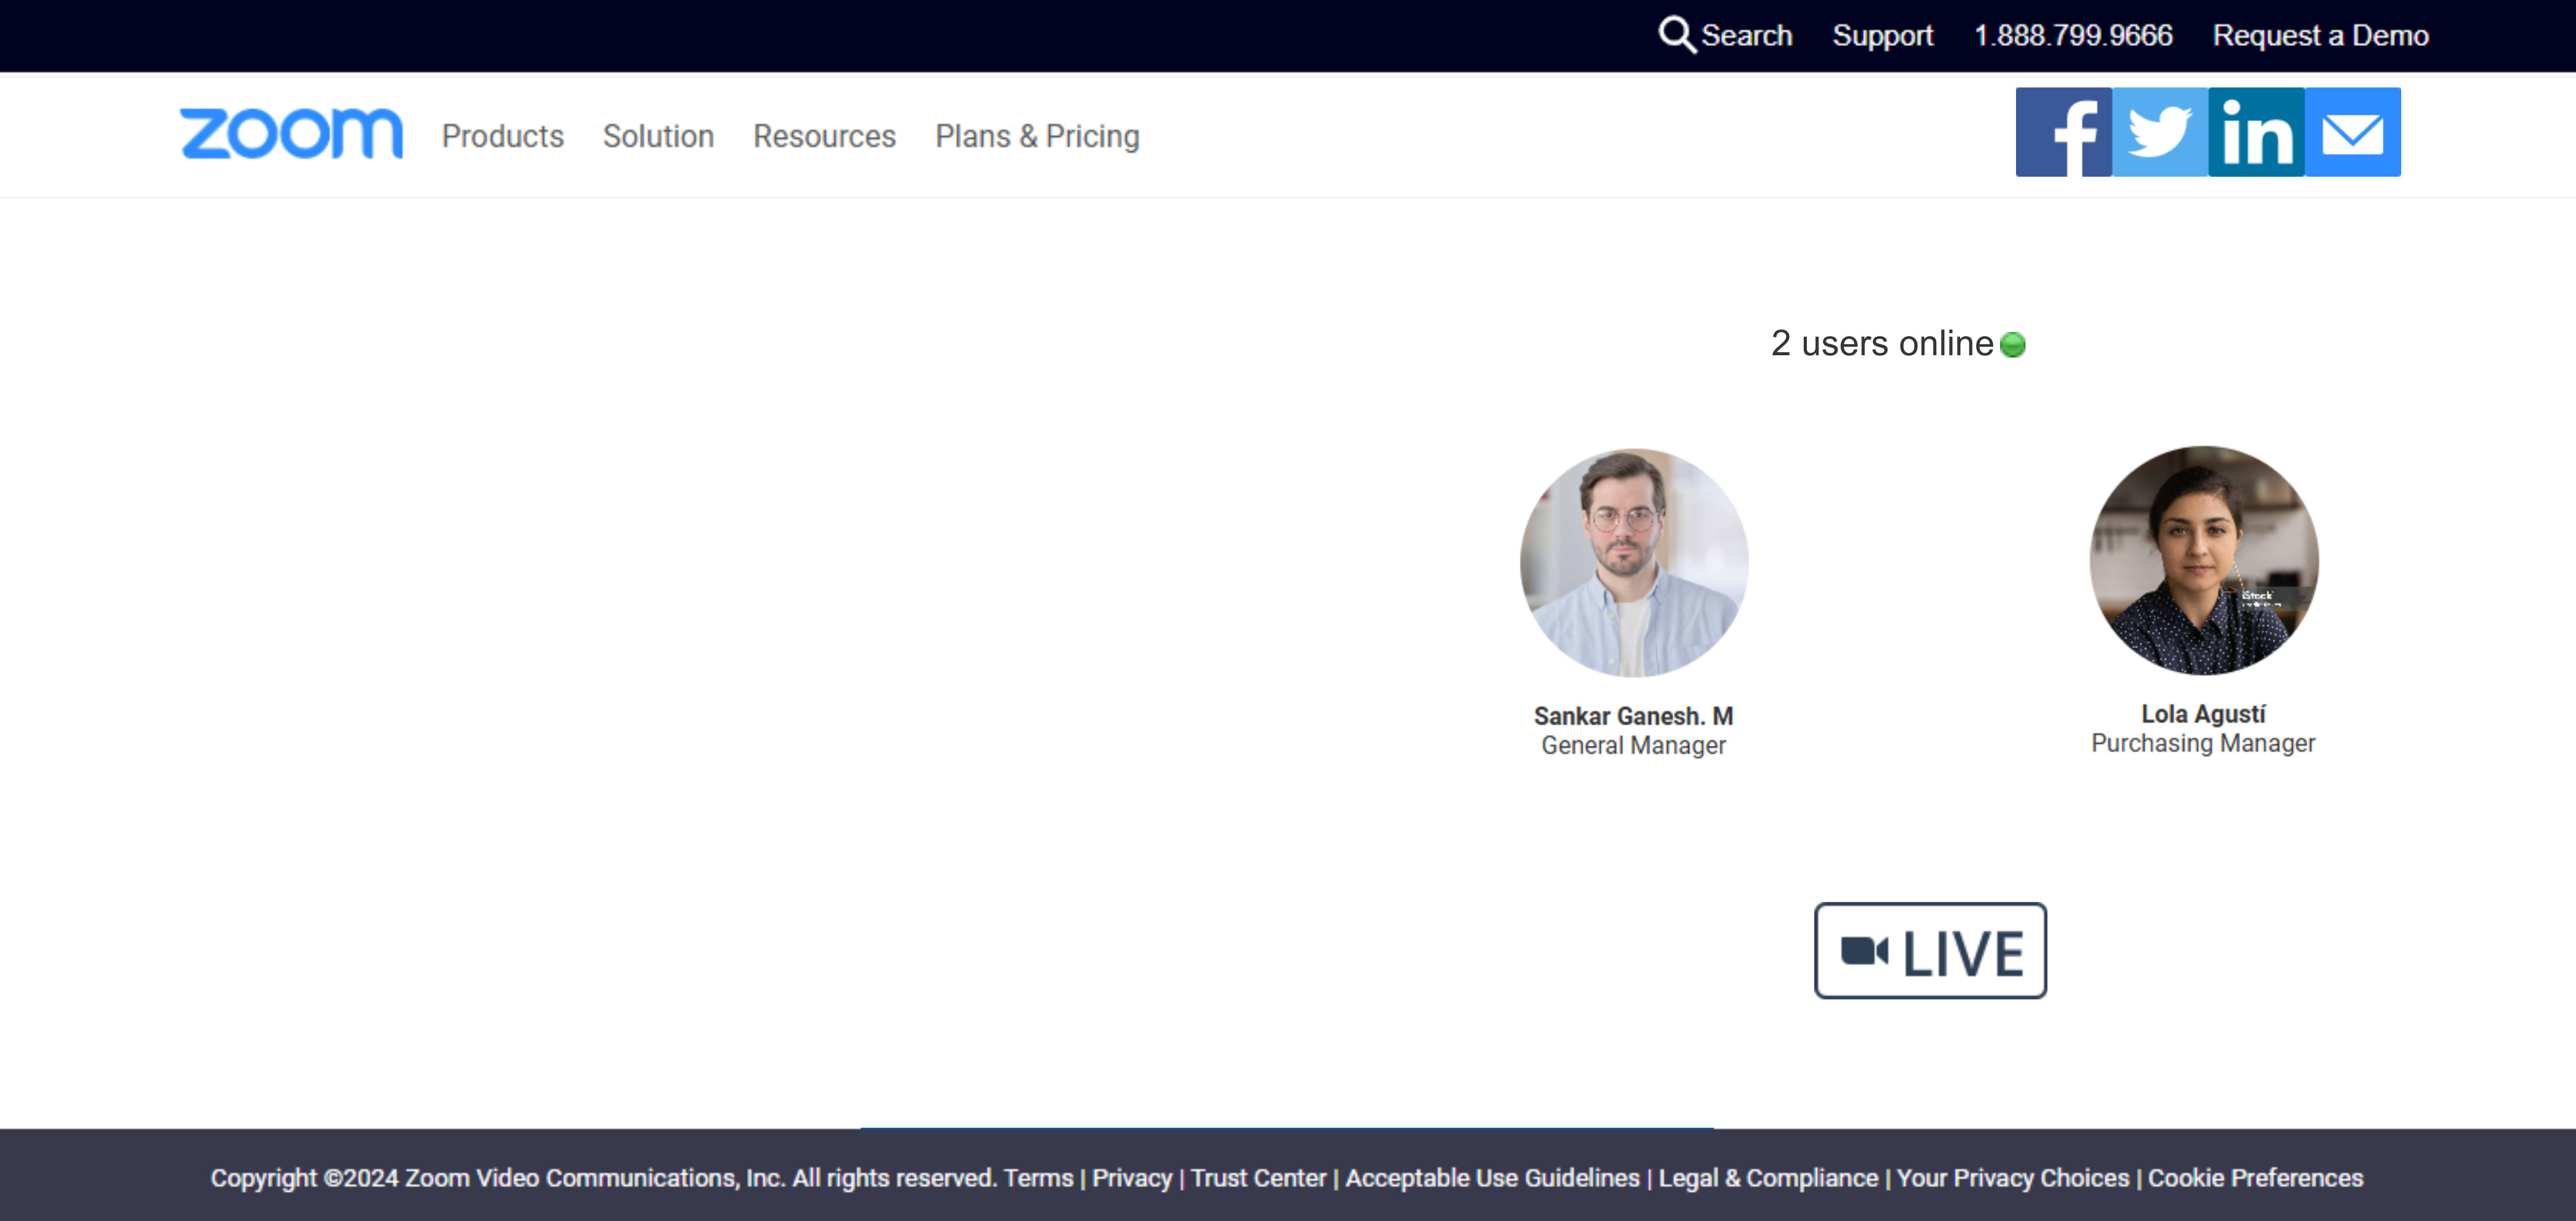 Search Support 1.888.799.9666 Request a Demo
zoom Products Solution Resources Plans & Pricing
2 users online
iStock
Sankar Ganesh. M
General Manager
Lola Agustí
Purchasing Manager
LIVE
Copyright ©2024 Zoom Video Communications, Inc. All rights reserved. Terms | Privacy | Trust Center | Acceptable Use Guidelines | Legal & Compliance | Your Privacy Choices | Cookie Preferences